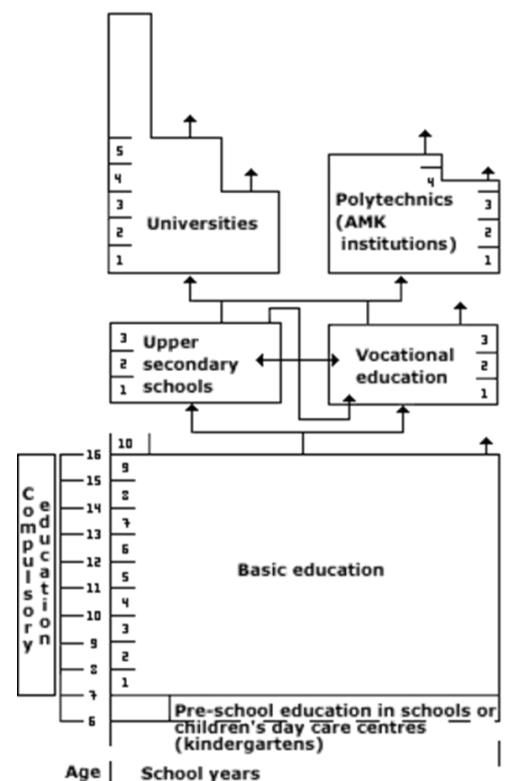 5
4
3
2
1
Universities
4
3
2
1
Polytechnics
(AMK
institutions)
3
2
1
Upper
secondary
schools
Vocational
education
3
2
1
10
9
8
7
6
5
4
3
2
1
16
15
14
13
12
11
10
9
8
7
6
Compulsory
education
Basic education
Pre-school education in schools or
children's day care centres
(kindergartens)
Age
School years